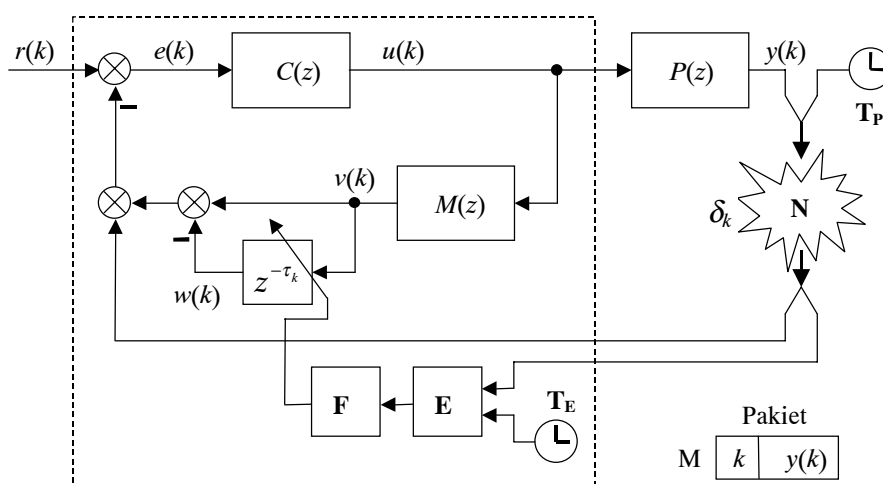 r(k) e(k) C(z) u(k) P(z) y(k)
T_P
v(k) M(z) δ_k N
w(k) z^{-τ_k}
F E T_E
Pakiet
M k y(k)